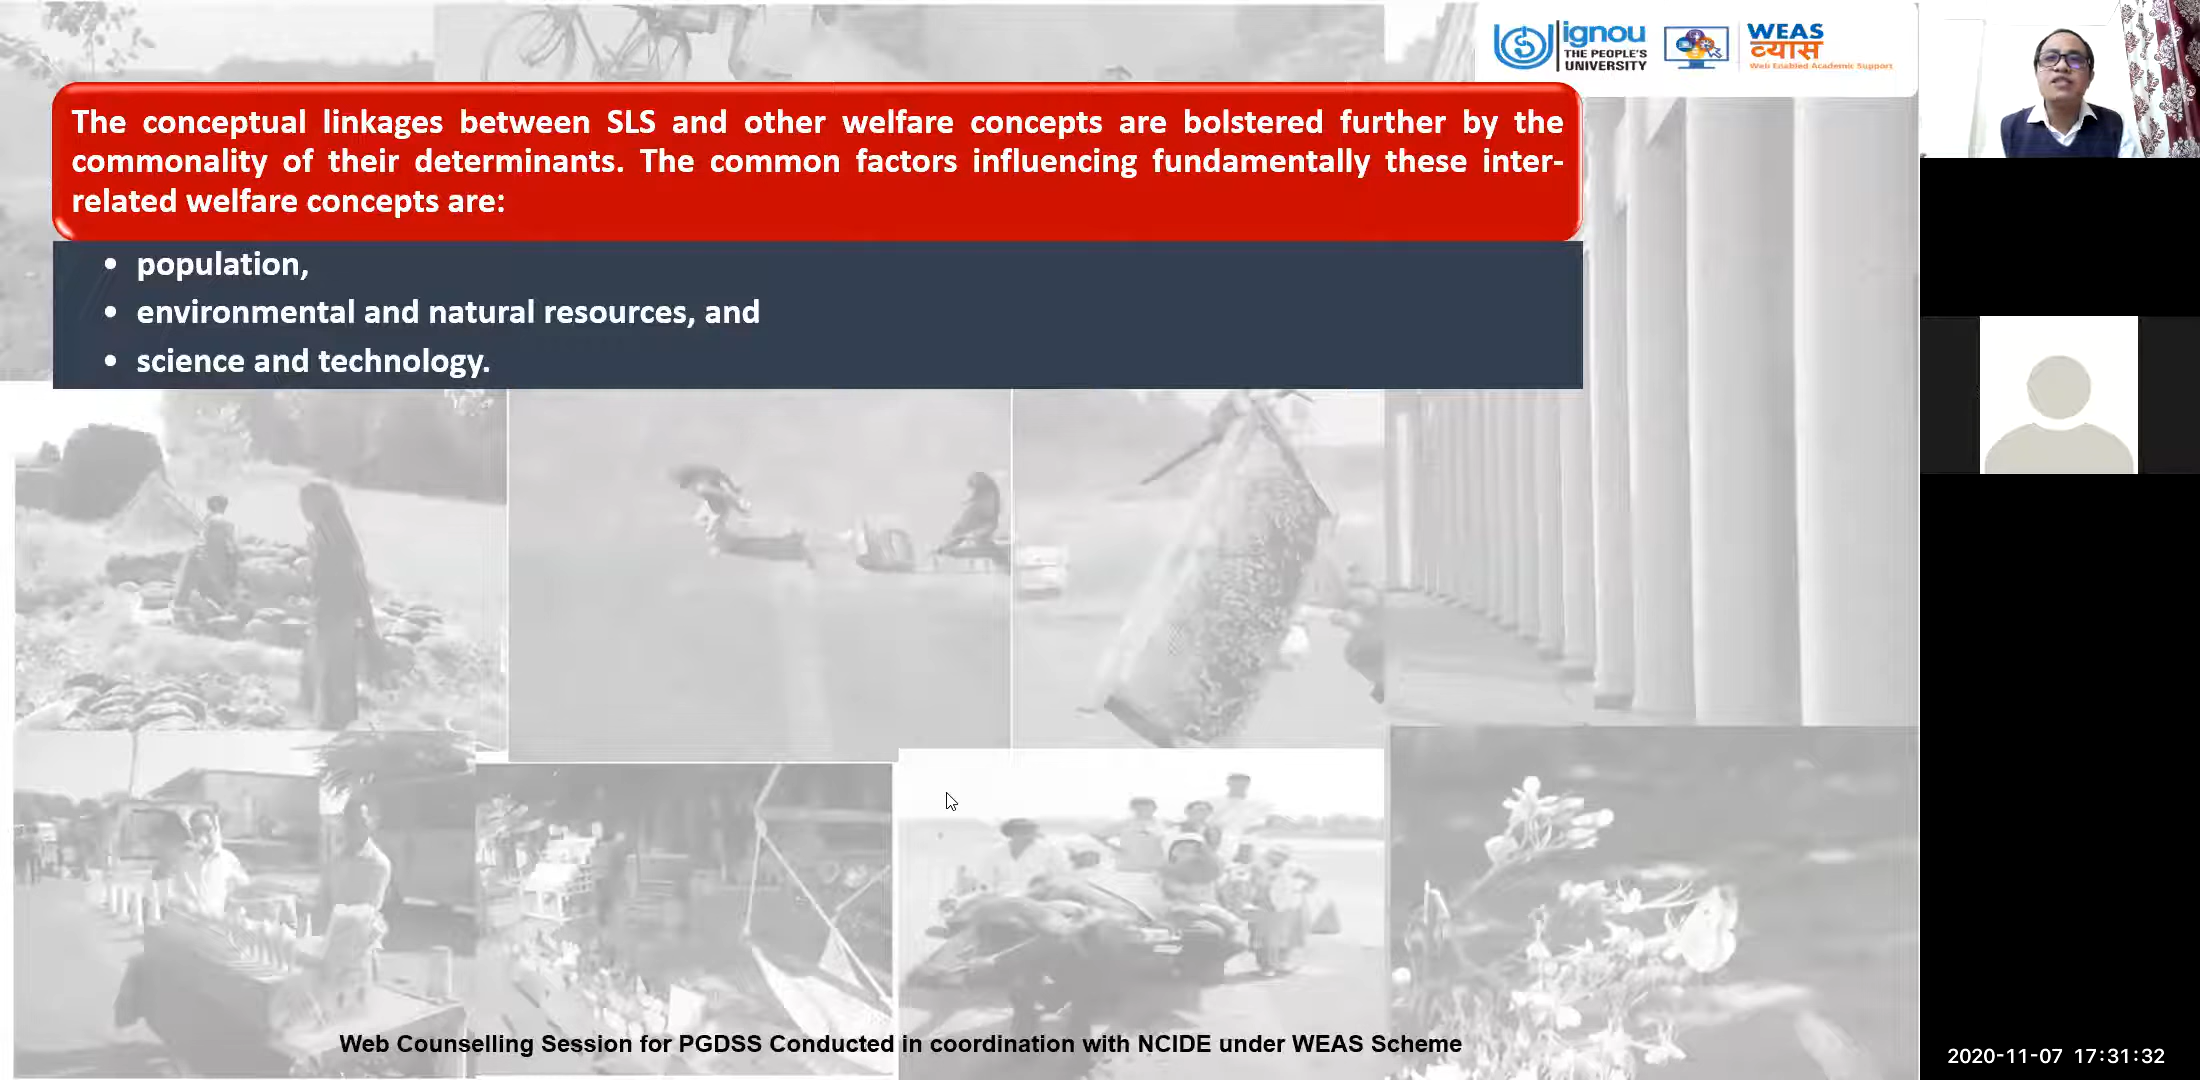 ignou
THE PEOPLE'S
UNIVERSITY
WEAS
व्यास
Web Enabled Academic Support
The conceptual linkages between SLS and other welfare concepts are bolstered further by the
commonality of their determinants. The common factors influencing fundamentally these inter-
related welfare concepts are:
• population,
• environmental and natural resources, and
• science and technology.
Web Counselling Session for PGDSS Conducted in coordination with NCIDE under WEAS Scheme
2020-11-07 17:31:32